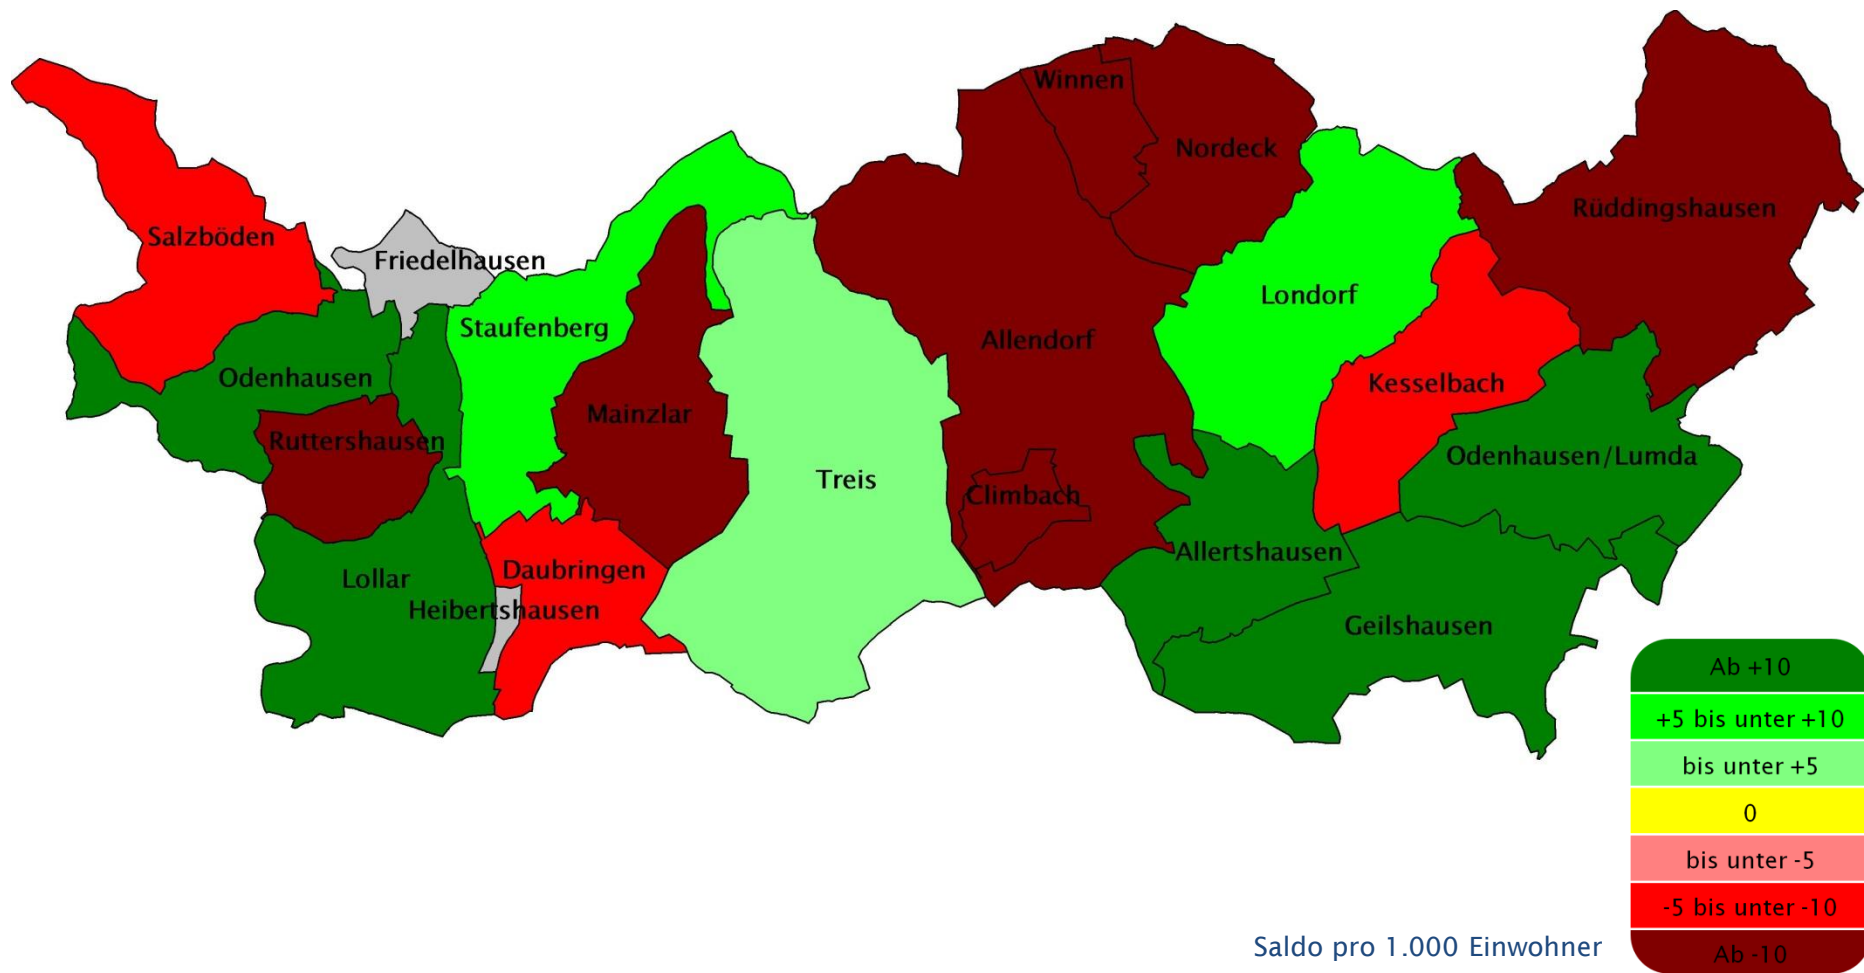 Winnen
Nordeck
Rüddingshausen
Salzböden
Friedelhausen
Londorf
Staufenberg
Allendorf
Odenhausen
Kesselbach
Mainzlar
Ruttershausen
Odenhausen/Lumda
Treis
Climbach
Allertshausen
Daubringen
Lollar
Heibertshausen
Geilshausen
Ab +10
+5 bis unter +10
bis unter +5
0
bis unter -5
-5 bis unter -10
Saldo pro 1.000 Einwohner
Ab -10